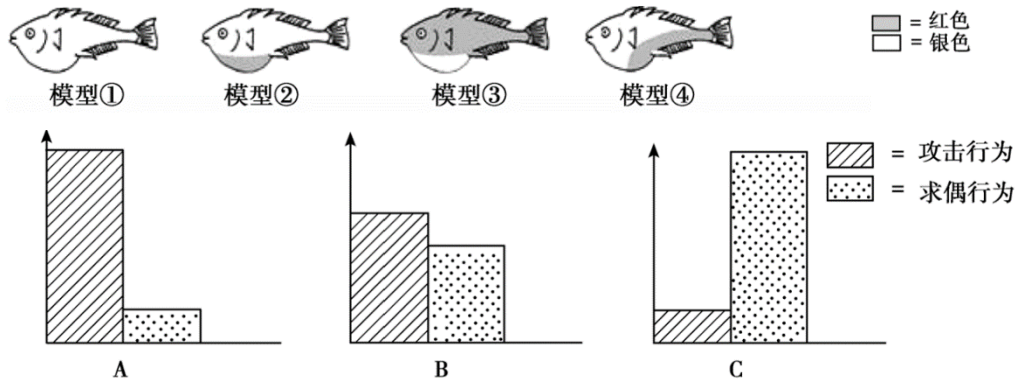 = 红色
= 银色
模型① 模型② 模型③ 模型④
= 攻击行为
= 求偶行为
A B C